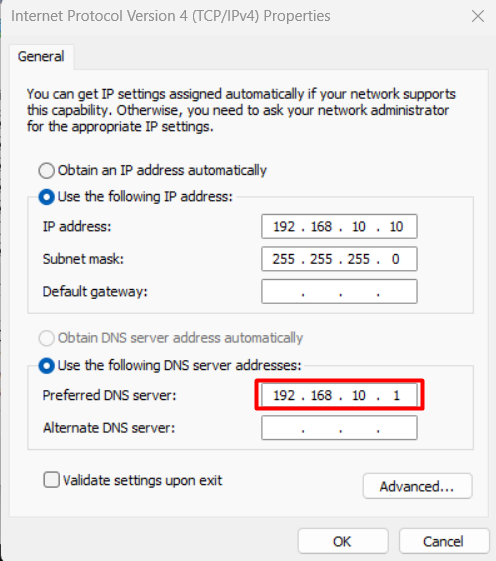 Internet Protocol Version 4 (TCP/IPv4) Properties
General
You can get IP settings assigned automatically if your network supports
this capability. Otherwise, you need to ask your network administrator
for the appropriate IP settings.
Obtain an IP address automatically
Use the following IP address:
IP address: 192 . 168 . 10 . 10
Subnet mask: 255 . 255 . 255 . 0
Default gateway: . . .
Obtain DNS server address automatically
Use the following DNS server addresses:
Preferred DNS server: 192 . 168 . 10 . 1
Alternate DNS server: . . .
Validate settings upon exit
Advanced...
OK Cancel